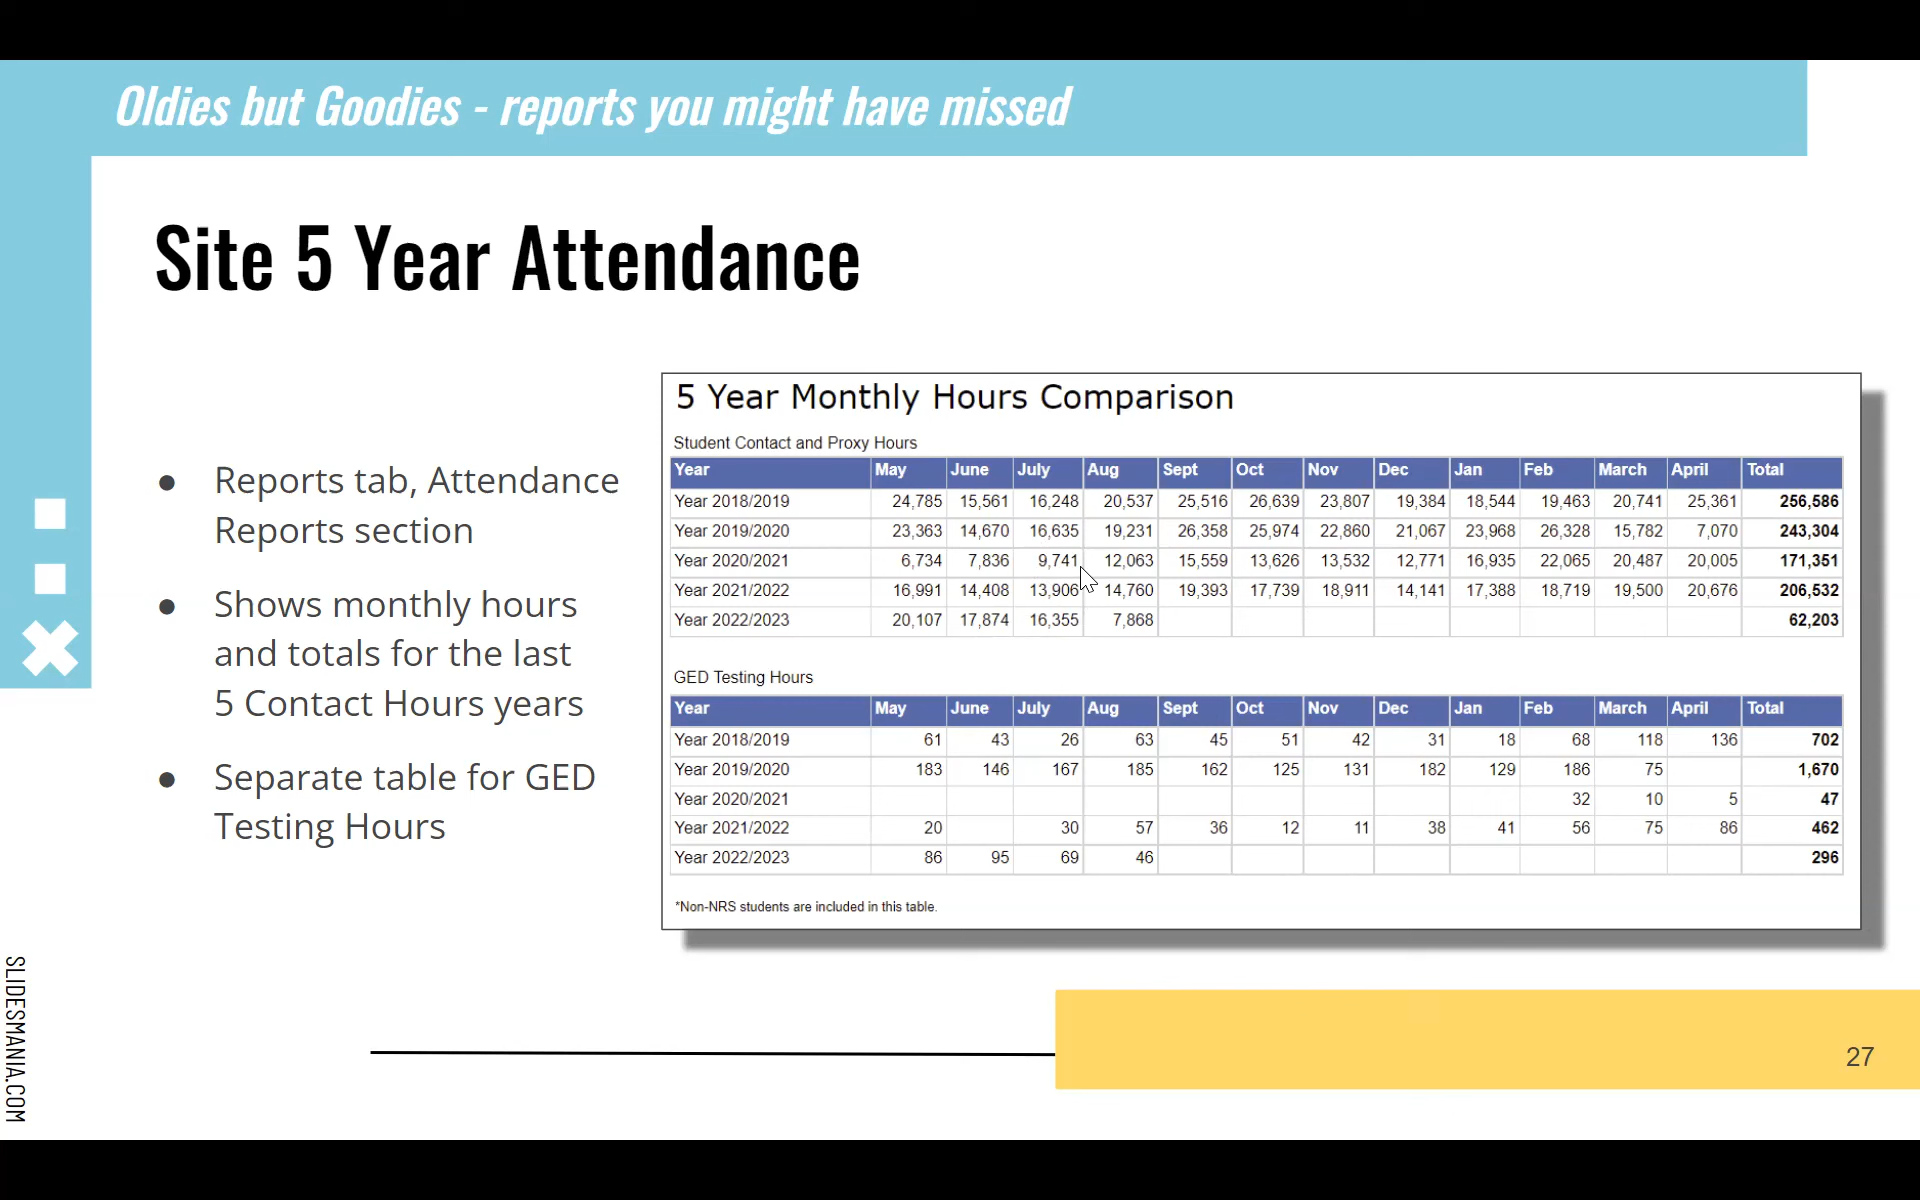 Oldies but Goodies - reports you might have missed
Site 5 Year Attendance
● Reports tab, Attendance
Reports section
● Shows monthly hours
and totals for the last
5 Contact Hours years
● Separate table for GED
Testing Hours
5 Year Monthly Hours Comparison
Student Contact and Proxy Hours
Year May June July Aug Sept Oct Nov Dec Jan Feb March April Total
Year 2018/2019 24,785 15,561 16,248 20,537 25,516 26,639 23,807 19,384 18,544 19,463 20,741 25,361 256,586
Year 2019/2020 23,363 14,670 16,635 19,231 26,358 25,974 22,860 21,067 23,968 26,328 15,782 7,070 243,304
Year 2020/2021 6,734 7,836 9,741 12,063 15,559 13,626 13,532 12,771 16,935 22,065 20,487 20,005 171,351
Year 2021/2022 16,991 14,408 13,906 14,760 19,393 17,739 18,911 14,141 17,388 18,719 19,500 20,676 206,532
Year 2022/2023 20,107 17,874 16,355 7,868 62,203
GED Testing Hours
Year May June July Aug Sept Oct Nov Dec Jan Feb March April Total
Year 2018/2019 61 43 26 63 45 51 42 31 18 68 118 136 702
Year 2019/2020 183 146 167 185 162 125 131 182 129 186 75 1,670
Year 2020/2021 32 10 5 47
Year 2021/2022 20 30 57 36 12 11 38 41 56 75 86 462
Year 2022/2023 86 95 69 46 296
*Non-NRS students are included in this table.
SLIDESMANIA.COM
27